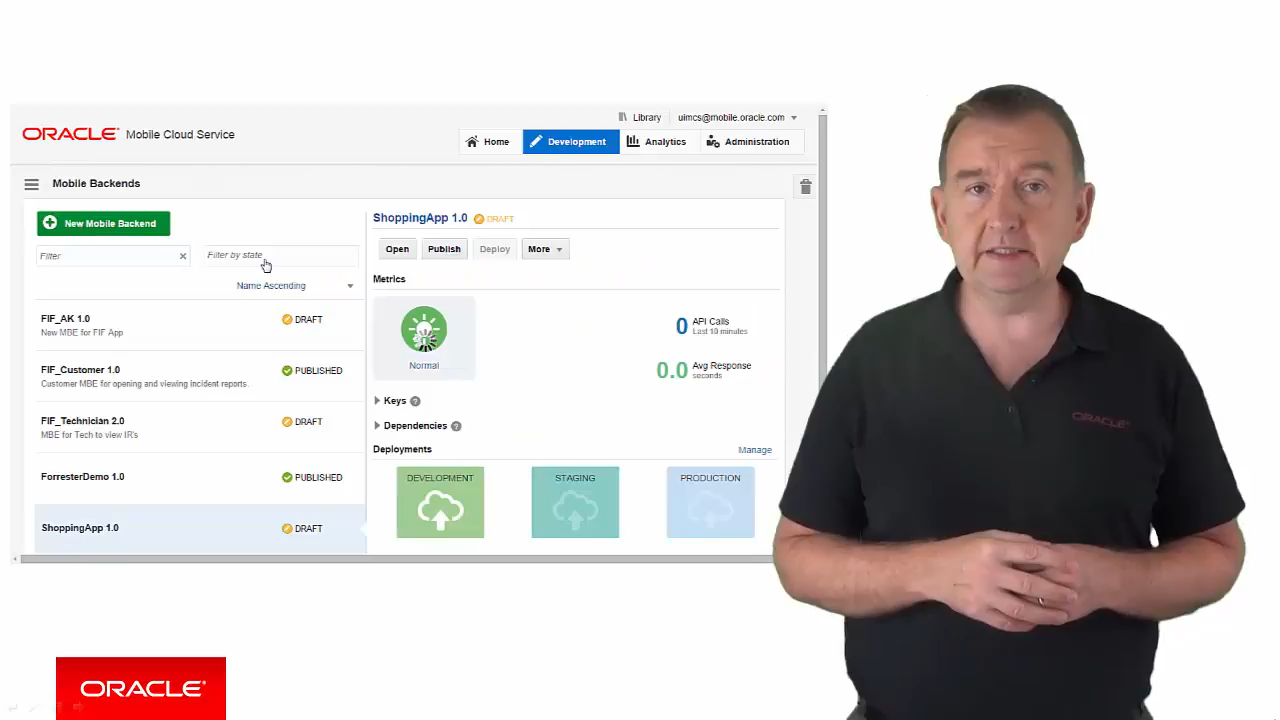 ORACLE Mobile Cloud Service
Library uimcs@mobile.oracle.com
Home Development Analytics Administration
Mobile Backends
New Mobile Backend
Filter
Filter by state
Name Ascending
FIF_AK 1.0 DRAFT
New MBE for FIF App
FIF_Customer 1.0 PUBLISHED
Customer MBE for opening and viewing incident reports.
FIF_Technician 2.0 DRAFT
MBE for Tech to view IR's
ForresterDemo 1.0 PUBLISHED
ShoppingApp 1.0 DRAFT
ShoppingApp 1.0 DRAFT
Open Publish Deploy More
Metrics
Normal
0 API Calls
Last 10 minutes
0.0 Avg Response
seconds
Keys ?
Dependencies ?
Deployments Manage
DEVELOPMENT STAGING PRODUCTION
ORACLE
ORACLE